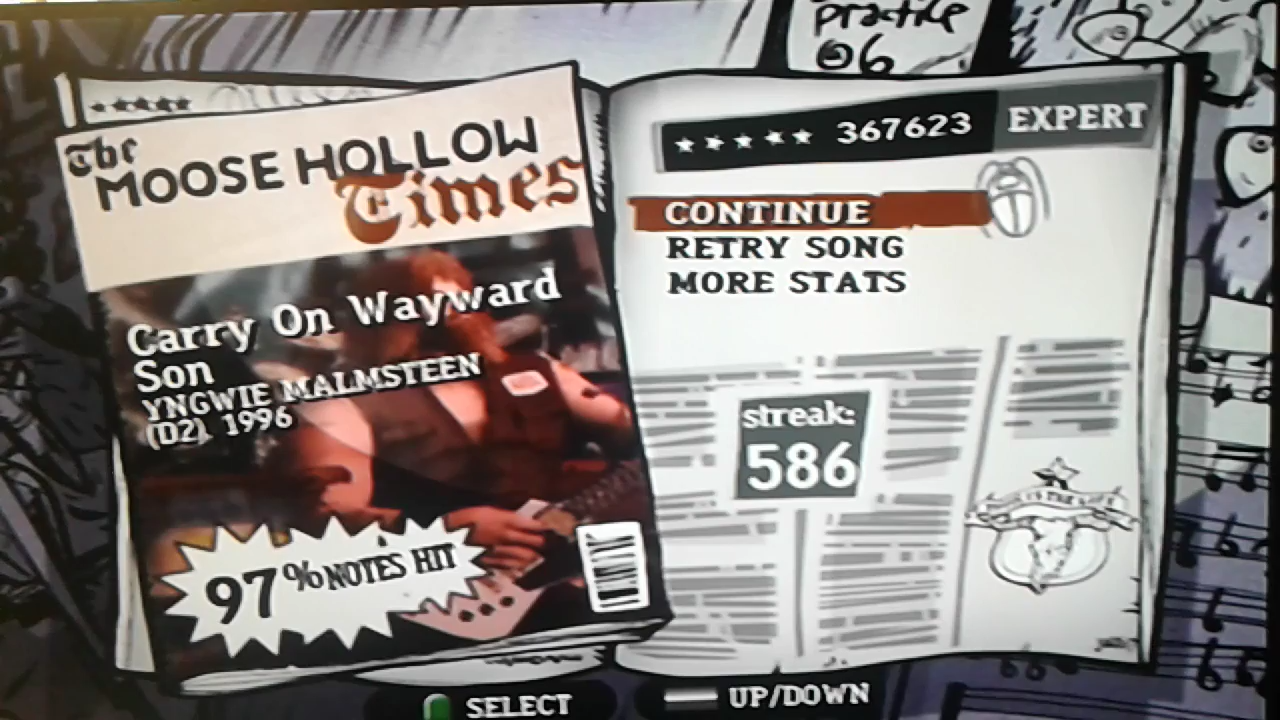 practice
@6
The
MOOSE HOLLOW
Times
Carry On Wayward
Son
YNGWIE MALMSTEEN
(D2) 1996
97% NOTES HIT
★★★★★ 367623 EXPERT
CONTINUE
RETRY SONG
MORE STATS
streak:
586
SELECT
UP/DOWN